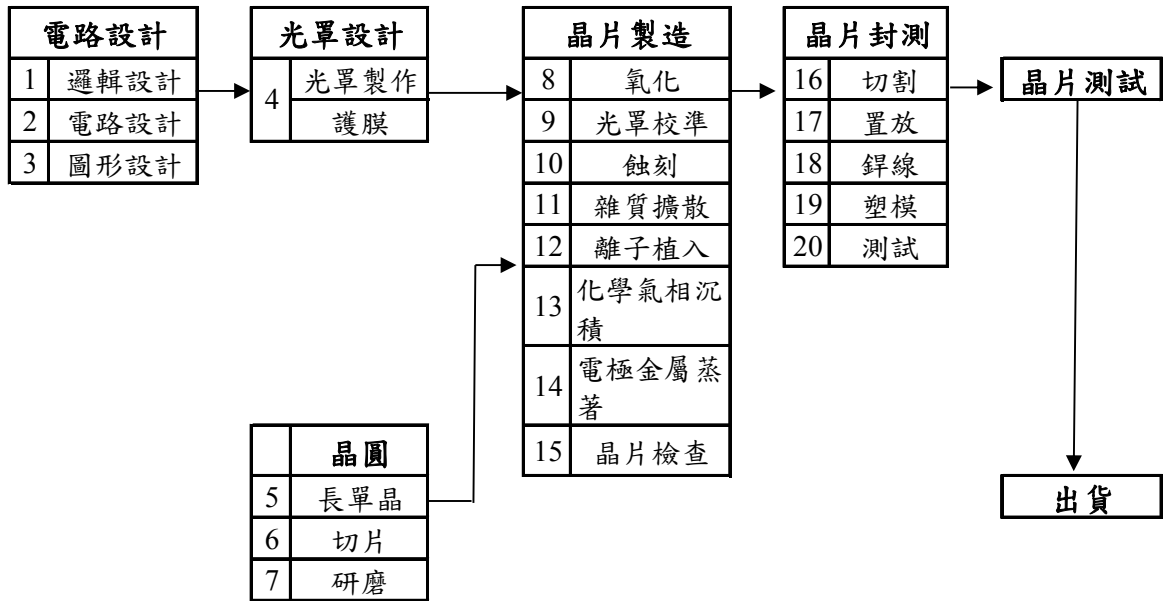 電路設計
1 邏輯設計
2 電路設計
3 圖形設計
光罩設計
4 光罩製作
護膜
晶圓
5 長單晶
6 切片
7 研磨
晶片製造
8 氧化
9 光罩校準
10 蝕刻
11 雜質擴散
12 離子植入
13 化學氣相沉
積
14 電極金屬蒸
著
15 晶片檢查
晶片封測
16 切割
17 置放
18 銲線
19 塑模
20 測試
晶片測試
出貨